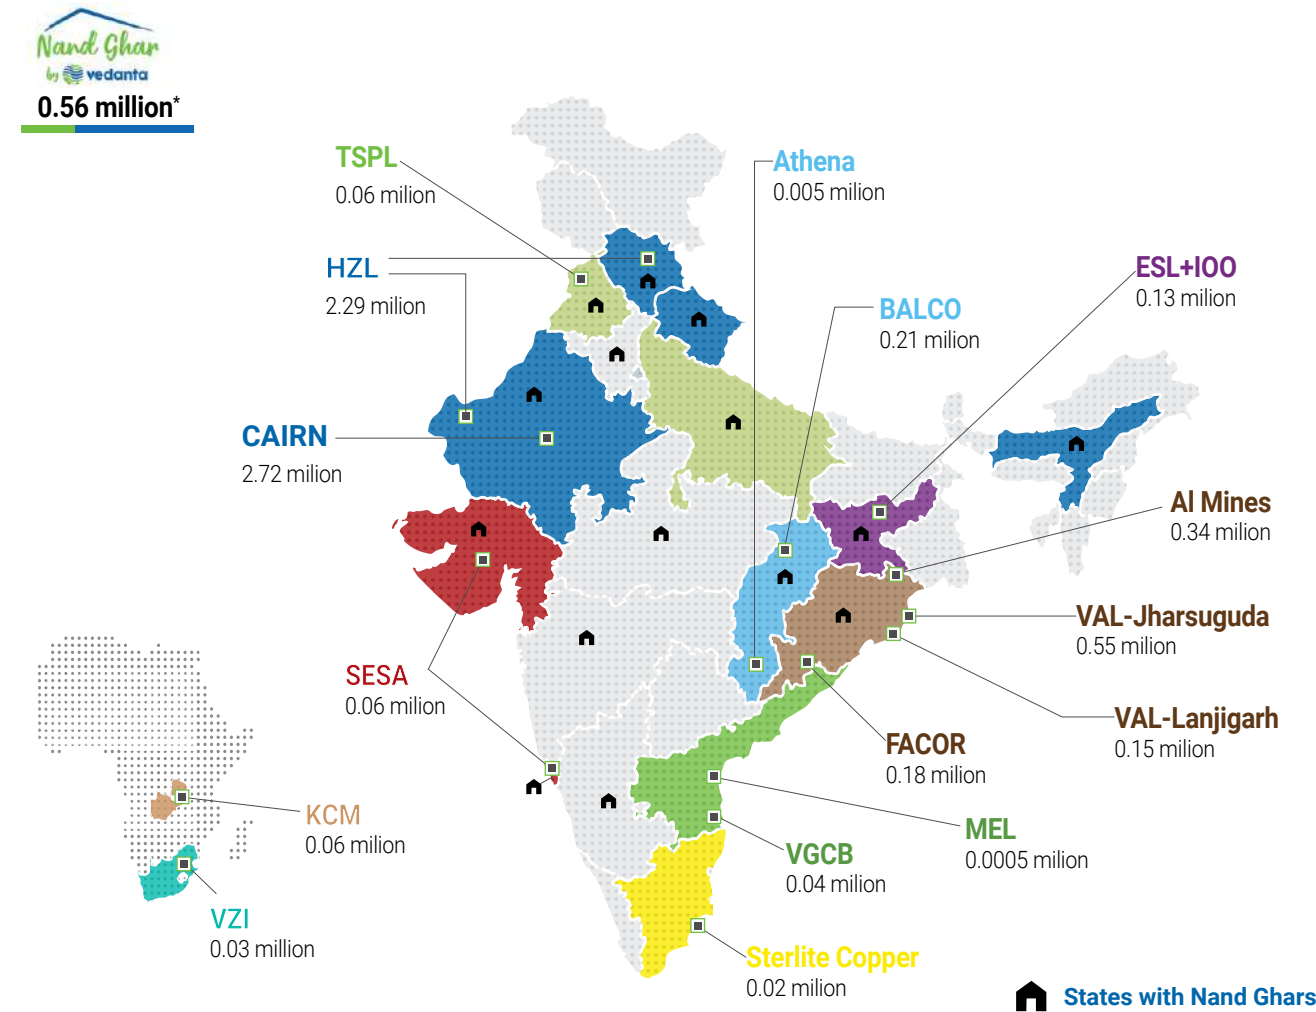 Nand Ghar
by vedanta
0.56 million*
TSPL
0.06 milion
Athena
0.005 milion
HZL
2.29 milion
ESL+IOO
0.13 milion
BALCO
0.21 milion
CAIRN
2.72 milion
Al Mines
0.34 milion
VAL-Jharsuguda
0.55 milion
SESA
0.06 milion
VAL-Lanjigarh
0.15 milion
FACOR
0.18 milion
KCM
0.06 milion
MEL
0.0005 milion
VGCB
0.04 milion
VZI
0.03 million
Sterlite Copper
0.02 milion
States with Nand Ghars